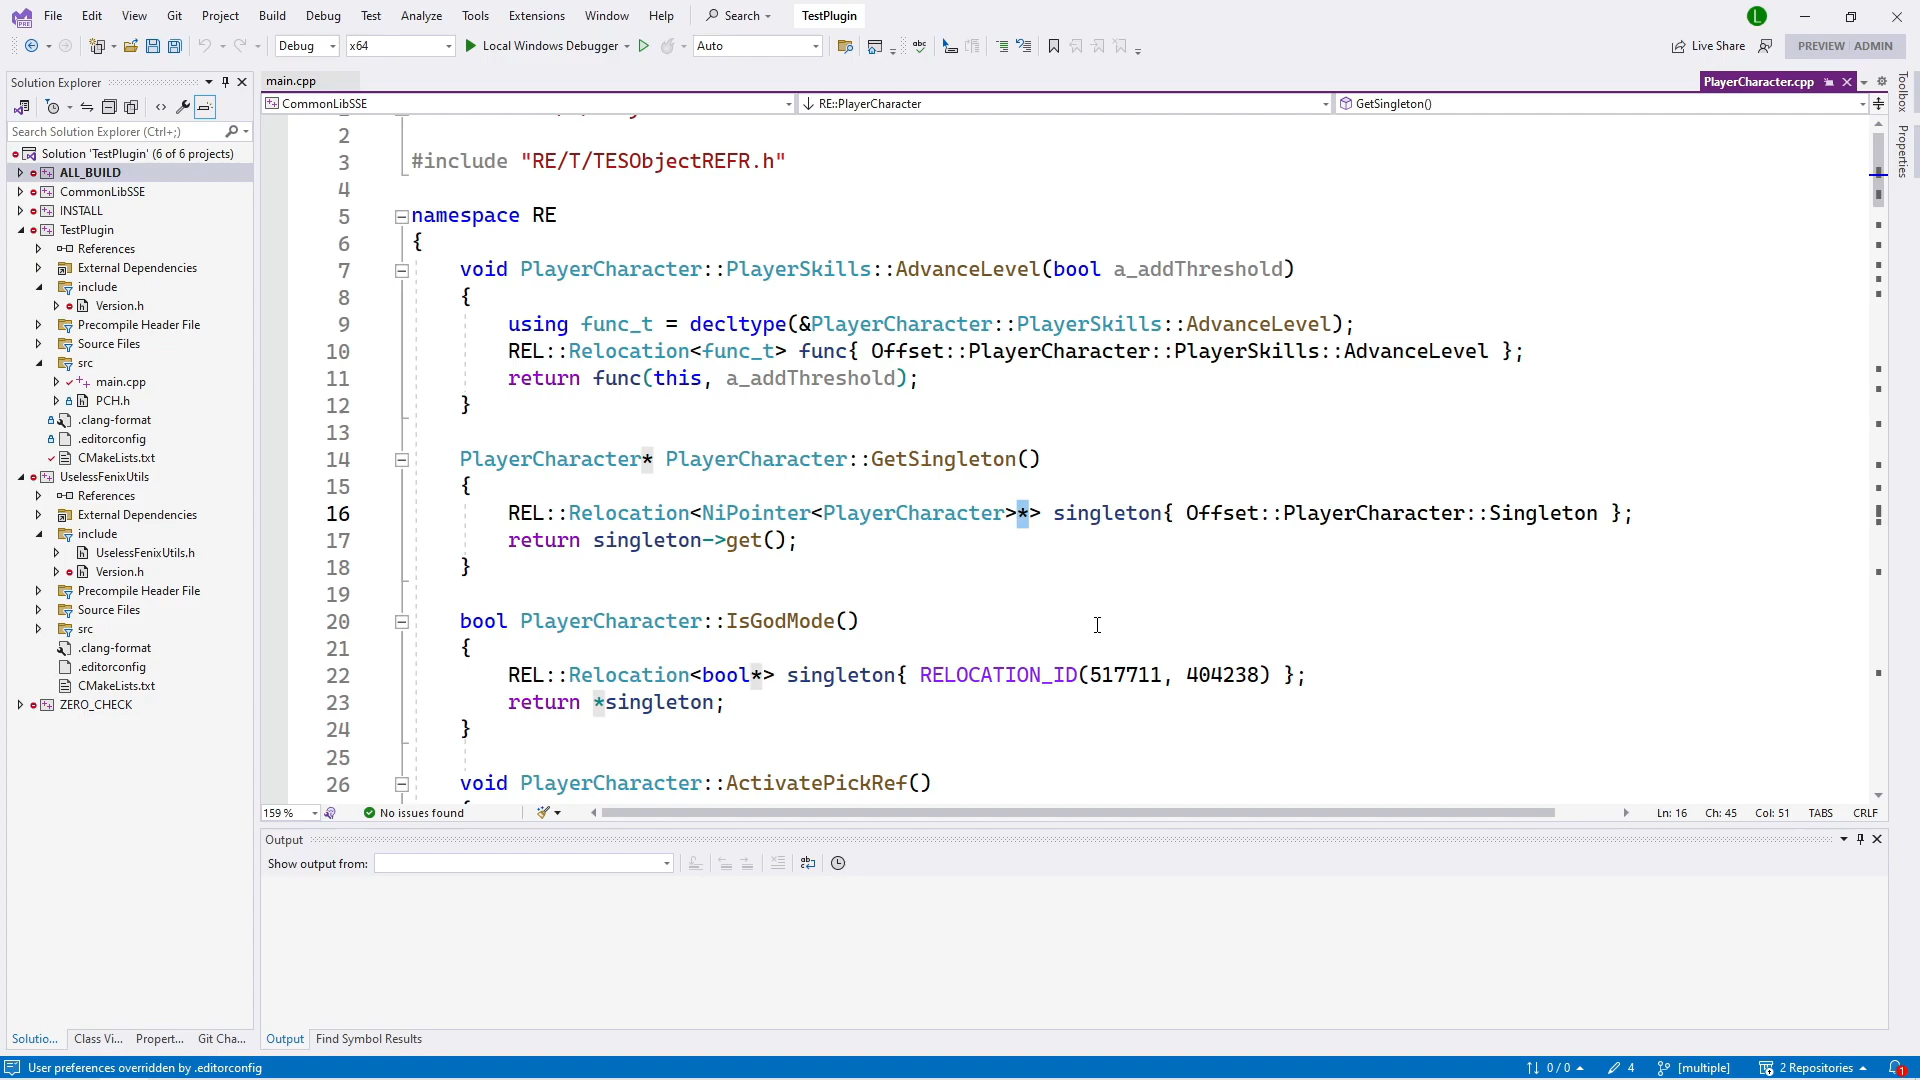 File Edit View Git Project Build Debug Test Analyze Tools Extensions Window Help Search TestPlugin L
Debug x64 Local Windows Debugger Auto Live Share PREVIEW ADMIN
Solution Explorer
Search Solution Explorer (Ctrl+;)
Solution 'TestPlugin' (6 of 6 projects)
ALL_BUILD
CommonLibSSE
INSTALL
TestPlugin
References
External Dependencies
include
Version.h
Precompile Header File
Source Files
src
main.cpp
PCH.h
.clang-format
.editorconfig
CMakeLists.txt
UselessFenixUtils
References
External Dependencies
include
UselessFenixUtils.h
Version.h
Precompile Header File
Source Files
src
.clang-format
.editorconfig
CMakeLists.txt
ZERO_CHECK
Solutio... Class Vi... Propert... Git Cha...
main.cpp PlayerCharacter.cpp
CommonLibSSE RE::PlayerCharacter GetSingleton()
2
3 #include "RE/T/TESObjectREFR.h"
4
5 namespace RE
6 {
7 void PlayerCharacter::PlayerSkills::AdvanceLevel(bool a_addThreshold)
8 {
9 using func_t = decltype(&PlayerCharacter::PlayerSkills::AdvanceLevel);
10 REL::Relocation<func_t> func{ Offset::PlayerCharacter::PlayerSkills::AdvanceLevel };
11 return func(this, a_addThreshold);
12 }
13
14 PlayerCharacter* PlayerCharacter::GetSingleton()
15 {
16 REL::Relocation<NiPointer<PlayerCharacter>*> singleton{ Offset::PlayerCharacter::Singleton };
17 return singleton->get();
18 }
19
20 bool PlayerCharacter::IsGodMode()
21 {
22 REL::Relocation<bool*> singleton{ RELOCATION_ID(517711, 404238) };
23 return *singleton;
24 }
25
26 void PlayerCharacter::ActivatePickRef()
159 % No issues found Ln: 16 Ch: 45 Col: 51 TABS CRLF
Output
Show output from:
Output Find Symbol Results
Toolbox
Properties
User preferences overridden by .editorconfig 0 / 0 4 [multiple] 2 Repositories 1